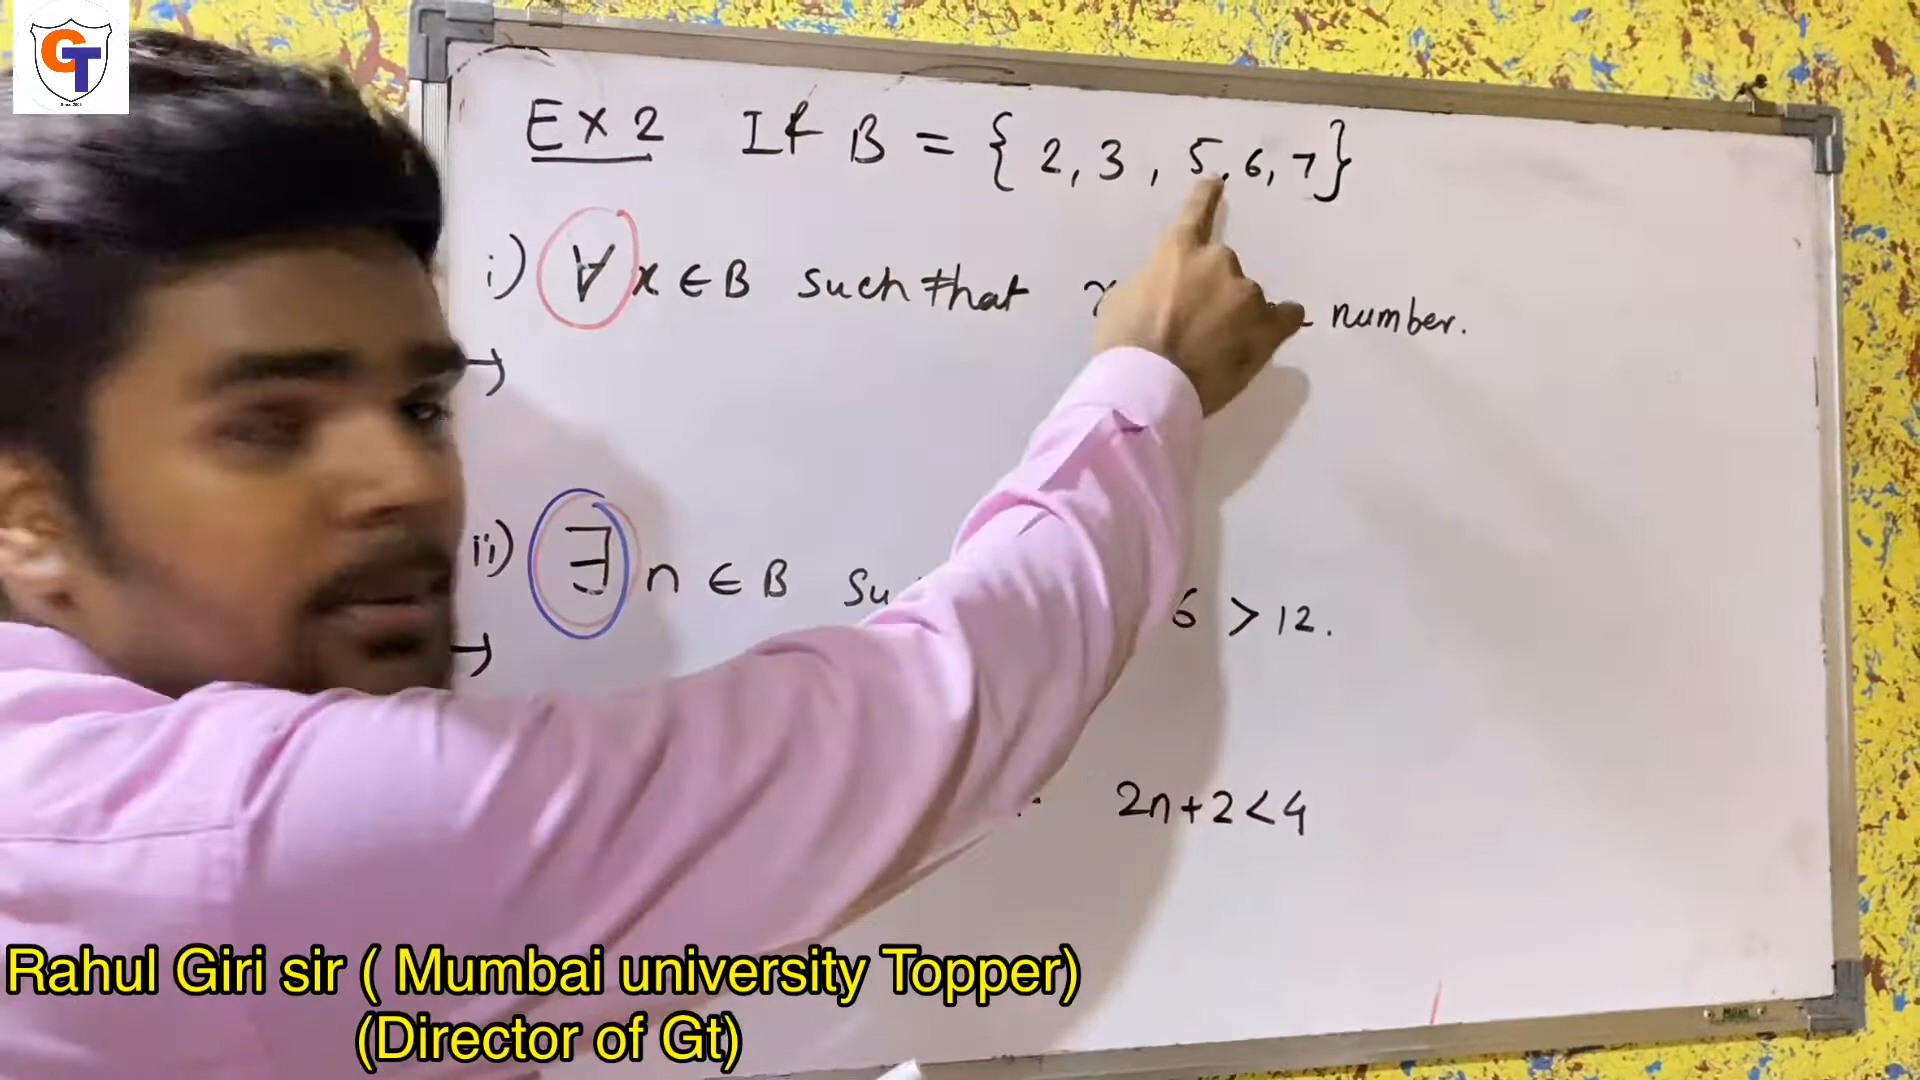 GT
Ex 2 If B = { 2, 3, 5, 6, 7}
i) ∀ x ∈ B such that number.
→
ii) ∃ n ∈ B 6 > 12.
→
2n+2<4
Rahul Giri sir ( Mumbai university Topper)
(Director of Gt)